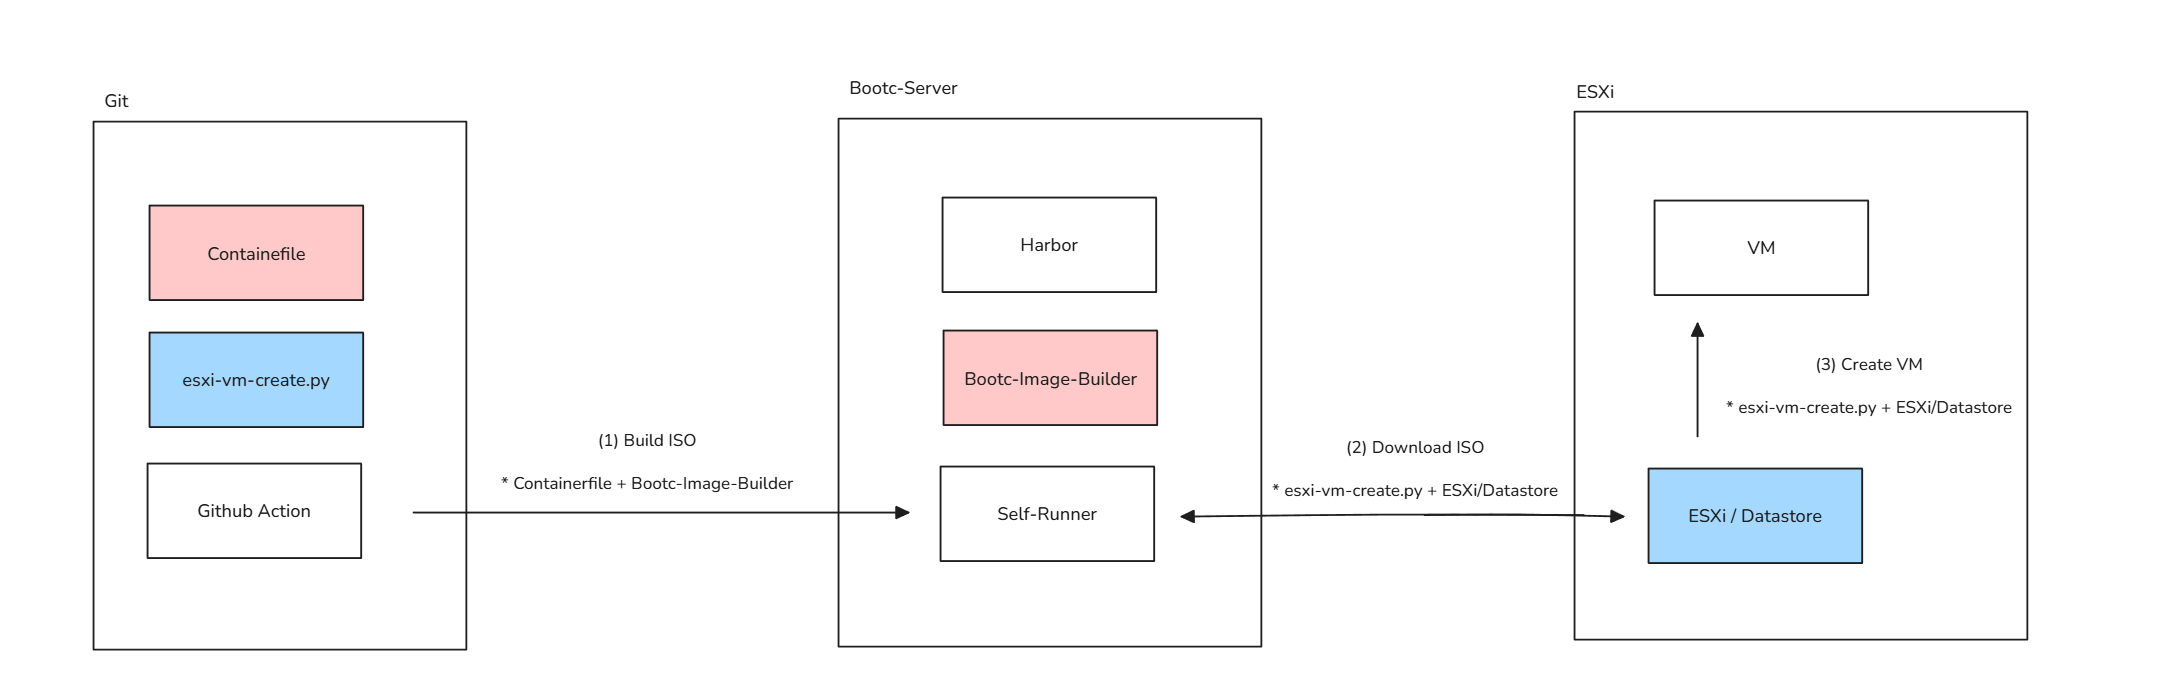 Git
Containefile
esxi-vm-create.py
Github Action
(1) Build ISO
* Containerfile + Bootc-Image-Builder
Bootc-Server
Harbor
Bootc-Image-Builder
Self-Runner
(2) Download ISO
* esxi-vm-create.py + ESXi/Datastore
ESXi
VM
(3) Create VM
* esxi-vm-create.py + ESXi/Datastore
ESXi / Datastore